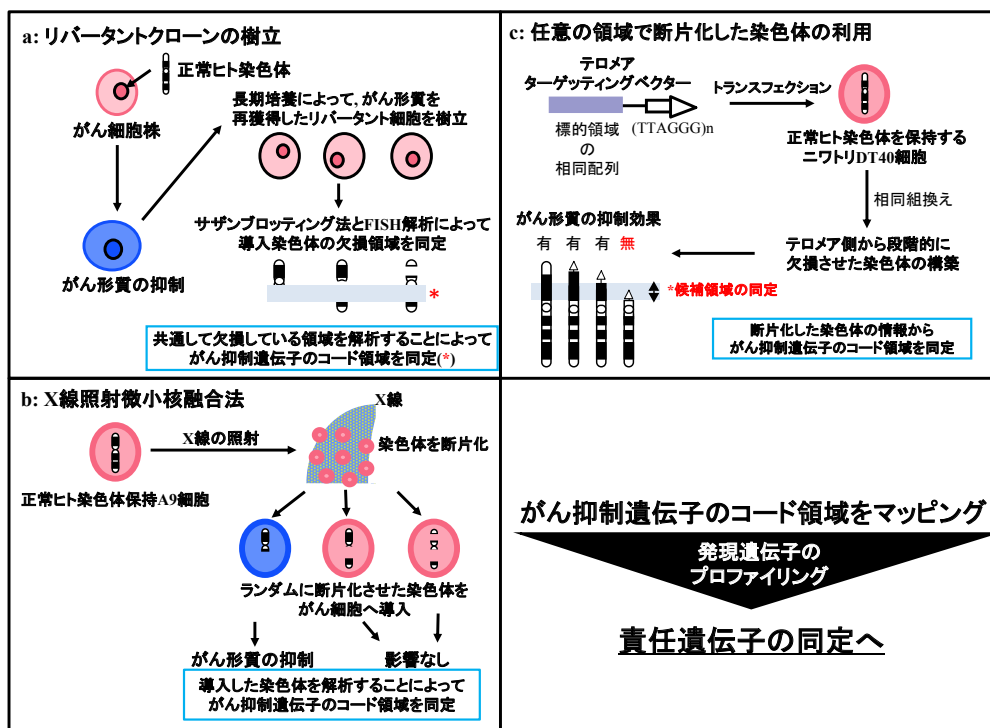 a: リバータントクローンの樹立
正常ヒト染色体
がん細胞株
長期培養によって, がん形質を
再獲得したリバータント細胞を樹立
サザンブロッティング法とFISH解析によって
導入染色体の欠損領域を同定
がん形質の抑制
*
共通して欠損している領域を解析することによって
がん抑制遺伝子のコード領域を同定(*)
c: 任意の領域で断片化した染色体の利用
テロメア
ターゲッティングベクター
トランスフェクション
標的領域
の
相同配列
(TTAGGG)n
正常ヒト染色体を保持する
ニワトリDT40細胞
相同組換え
がん形質の抑制効果
有 有 有 無
テロメア側から段階的に
欠損させた染色体の構築
*候補領域の同定
断片化した染色体の情報から
がん抑制遺伝子のコード領域を同定
b: X線照射微小核融合法
X線
X線の照射
染色体を断片化
正常ヒト染色体保持A9細胞
ランダムに断片化させた染色体を
がん細胞へ導入
がん形質の抑制
影響なし
導入した染色体を解析することによって
がん抑制遺伝子のコード領域を同定
がん抑制遺伝子のコード領域をマッピング
発現遺伝子の
プロファイリング
責任遺伝子の同定へ